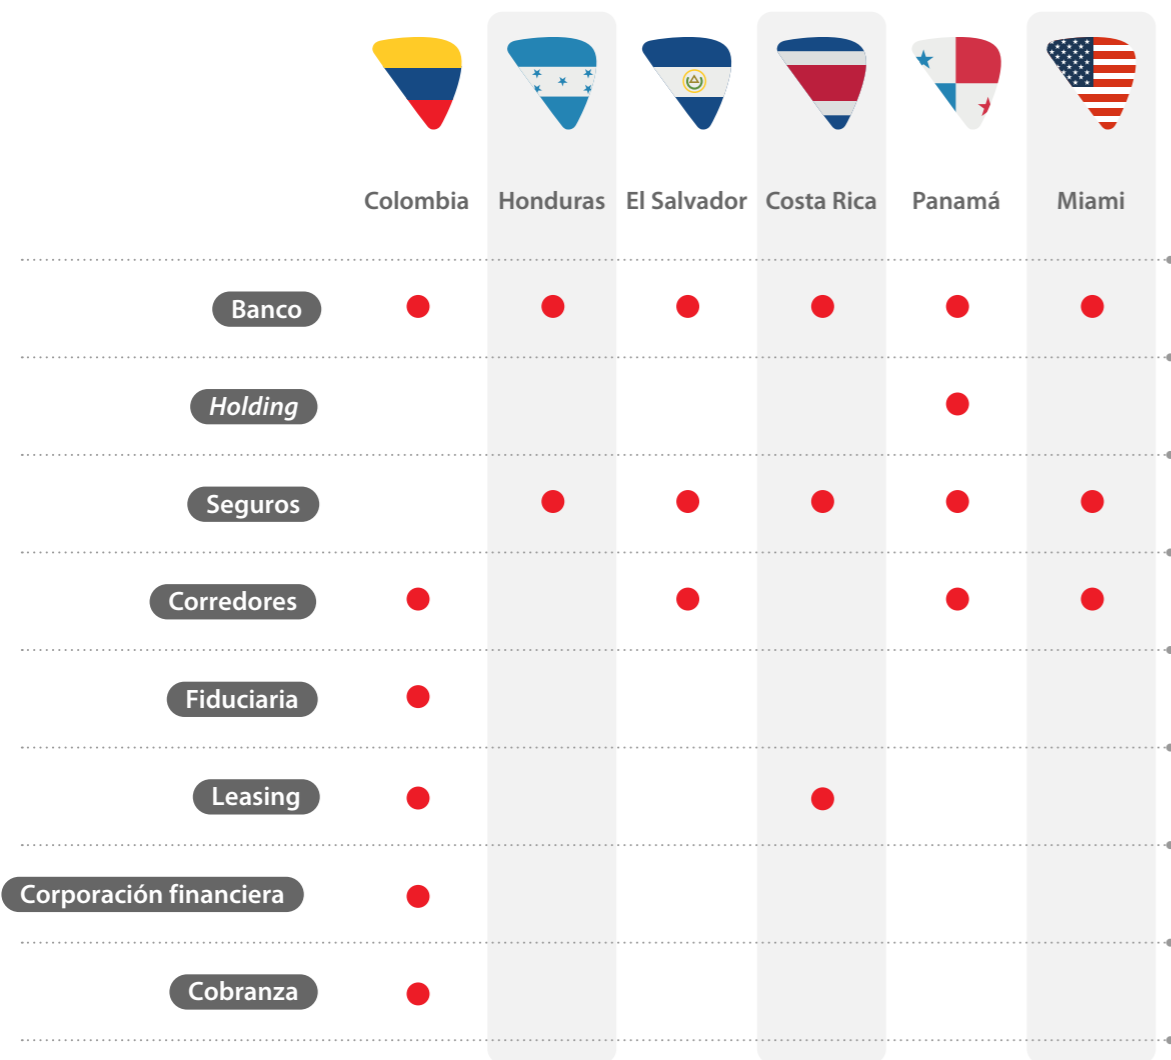 Colombia Honduras El Salvador Costa Rica Panamá Miami
Banco
Holding
Seguros
Corredores
Fiduciaria
Leasing
Corporación financiera
Cobranza